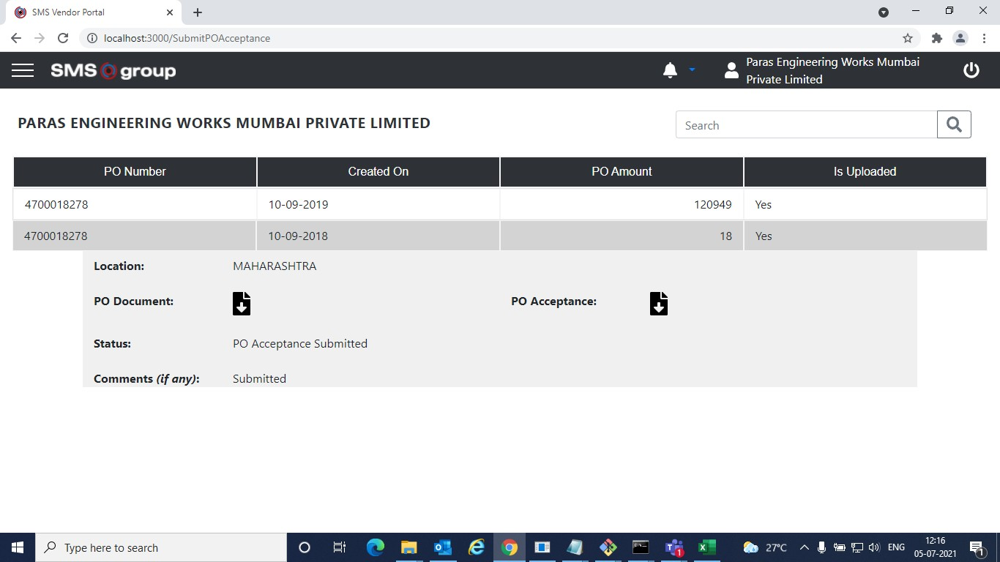 SMS Vendor Portal
localhost:3000/SubmitPOAcceptance
SMS group
Paras Engineering Works Mumbai
Private Limited
PARAS ENGINEERING WORKS MUMBAI PRIVATE LIMITED
Search
PO Number Created On PO Amount Is Uploaded
4700018278 10-09-2019 120949 Yes
4700018278 10-09-2018 18 Yes
Location: MAHARASHTRA
PO Document: PO Acceptance:
Status: PO Acceptance Submitted
Comments (if any): Submitted
Type here to search
27°C
ENG
12:16
05-07-2021
1
1